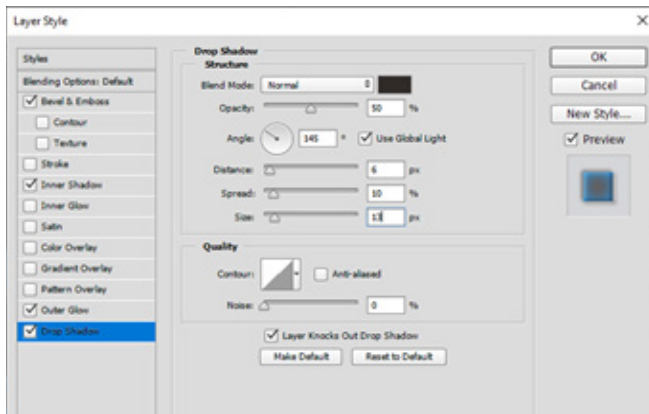 Layer Style
Styles
Blending Options: Default
Bevel & Emboss
Contour
Texture
Stroke
Inner Shadow
Inner Glow
Satin
Color Overlay
Gradient Overlay
Pattern Overlay
Outer Glow
Drop Shadow
Drop Shadow
Structure
Blend Mode: Normal
Opacity: 50 %
Angle: 145 ° Use Global Light
Distance: 6 px
Spread: 10 %
Size: 13 px
Quality
Contour: Anti-aliased
Noise: 0 %
Layer Knocks Out Drop Shadow
Make Default Reset to Default
OK
Cancel
New Style...
Preview